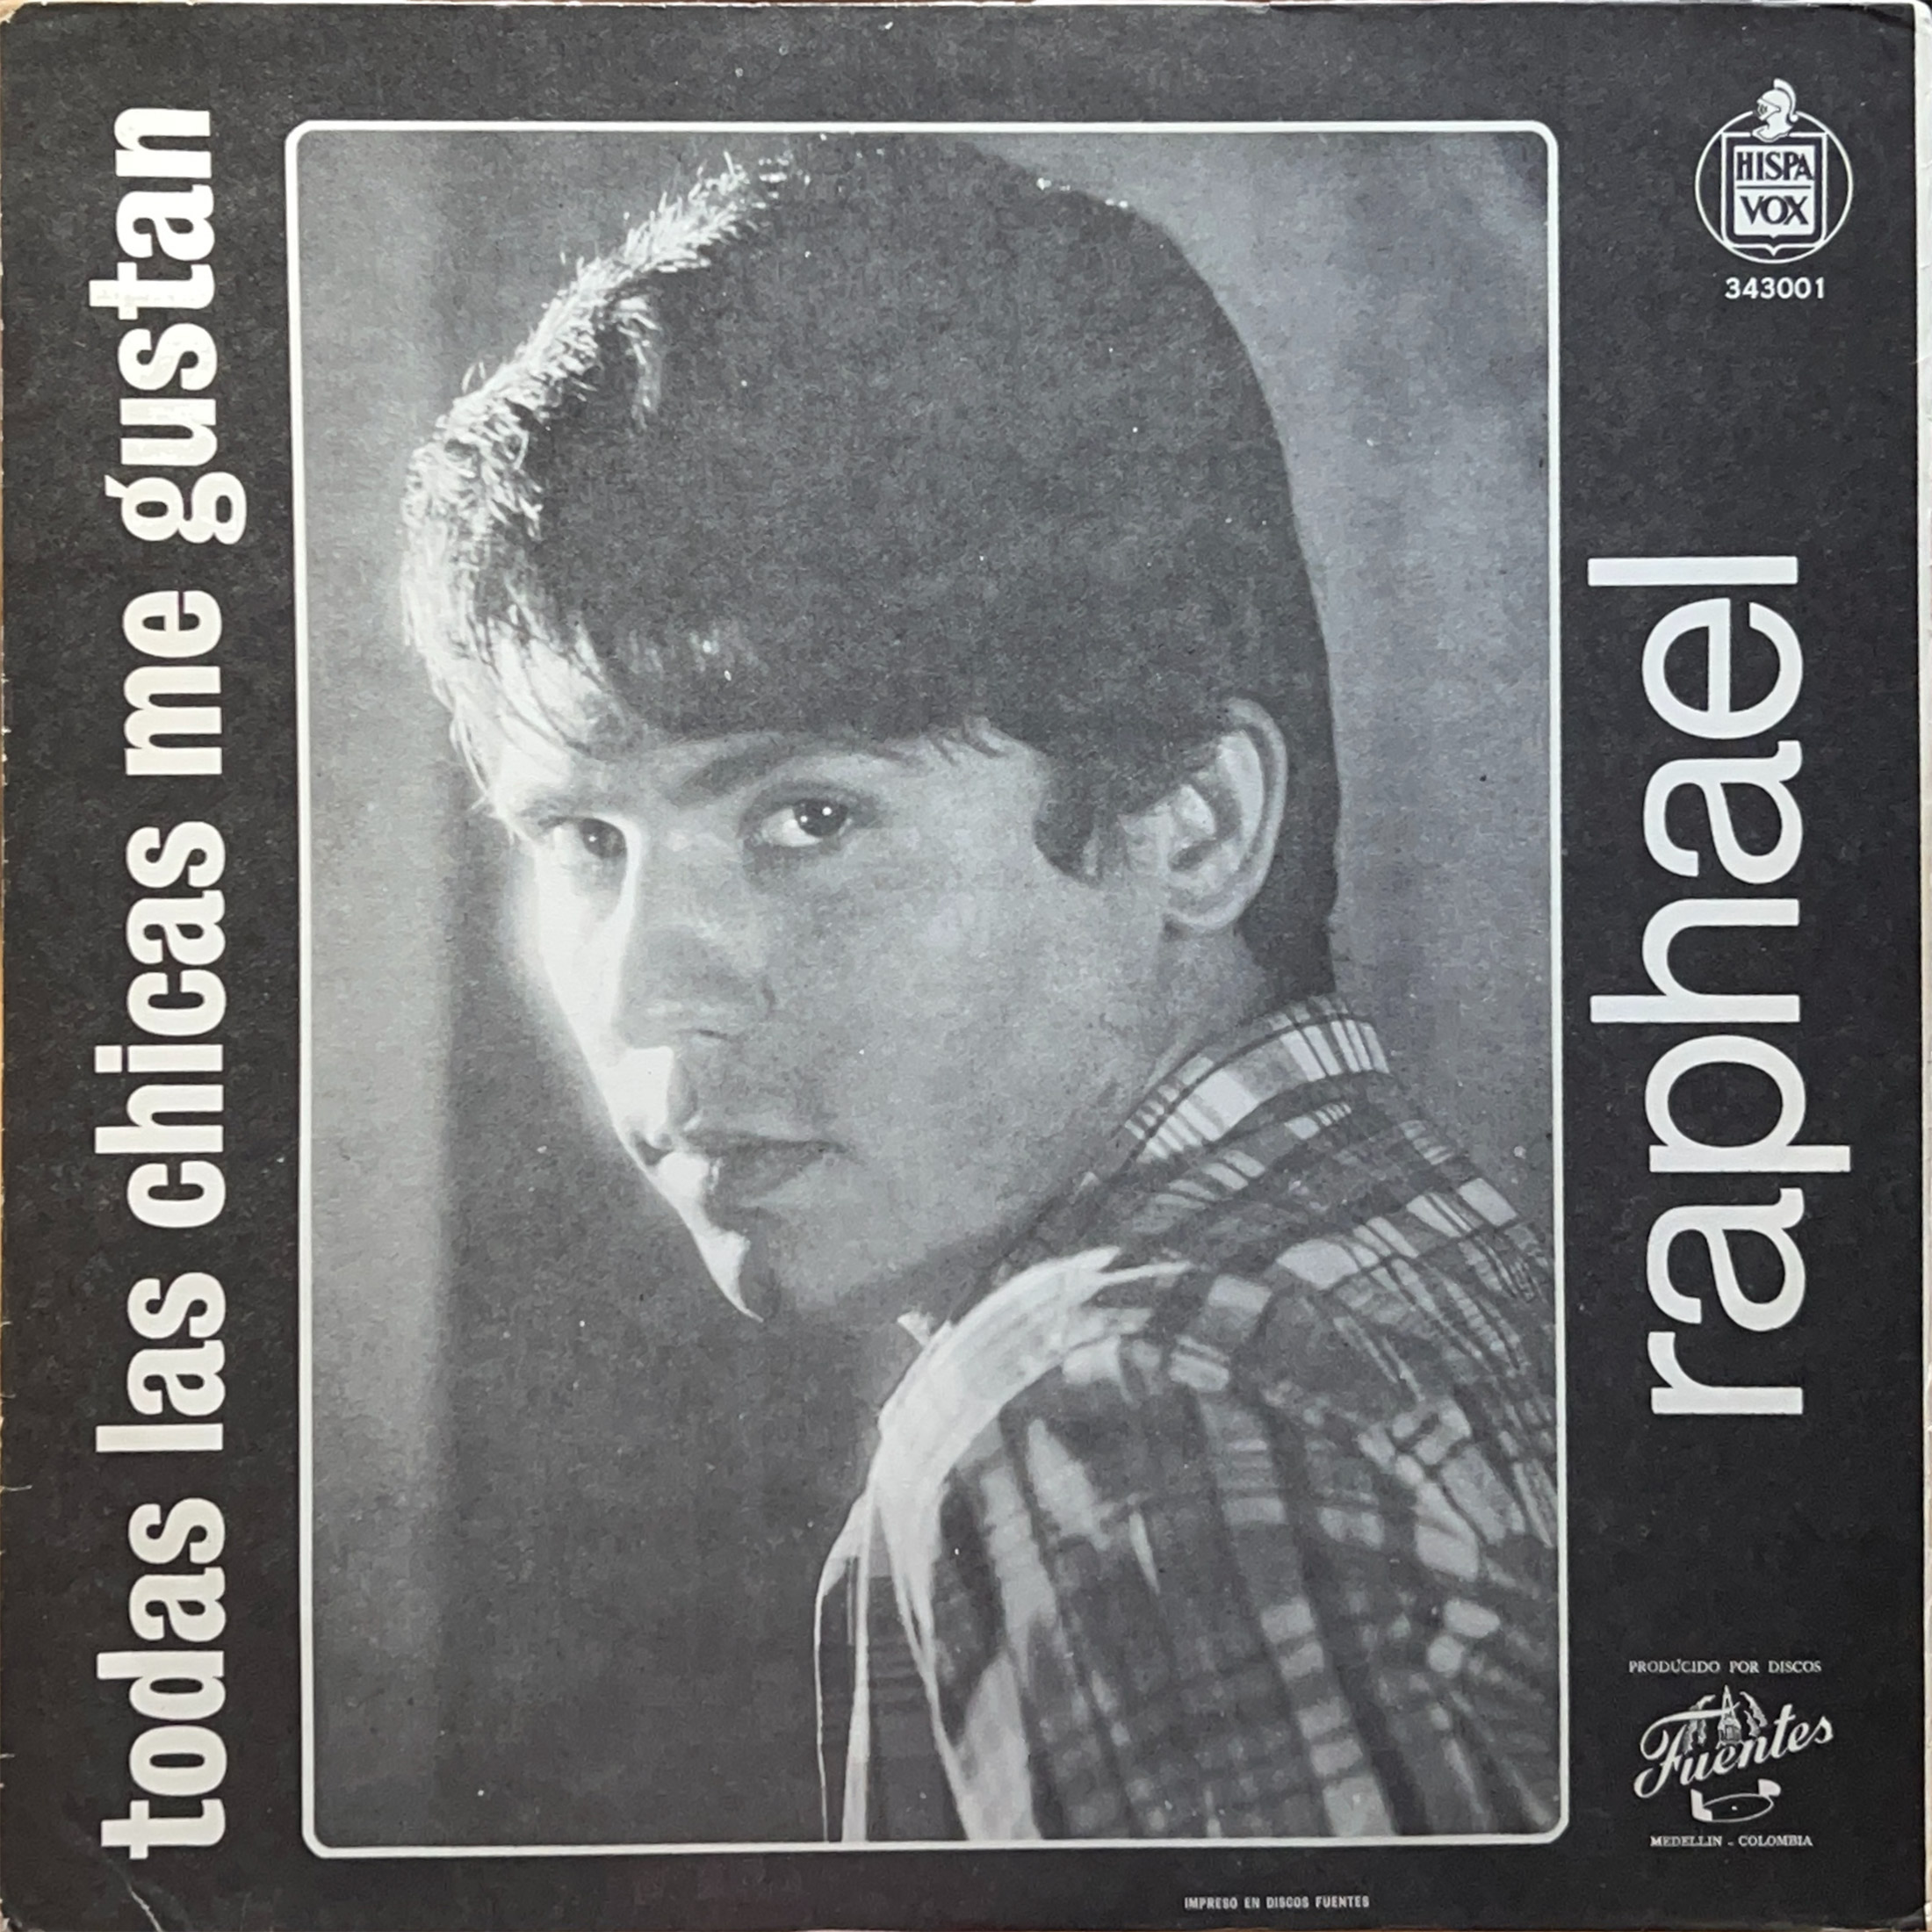 todas las chicas me gustan
HISPA
VOX
343001
raphael
PRODUCIDO POR DISCOS
Fuentes
MEDELLIN - COLOMBIA
IMPRESO EN DISCOS FUENTES